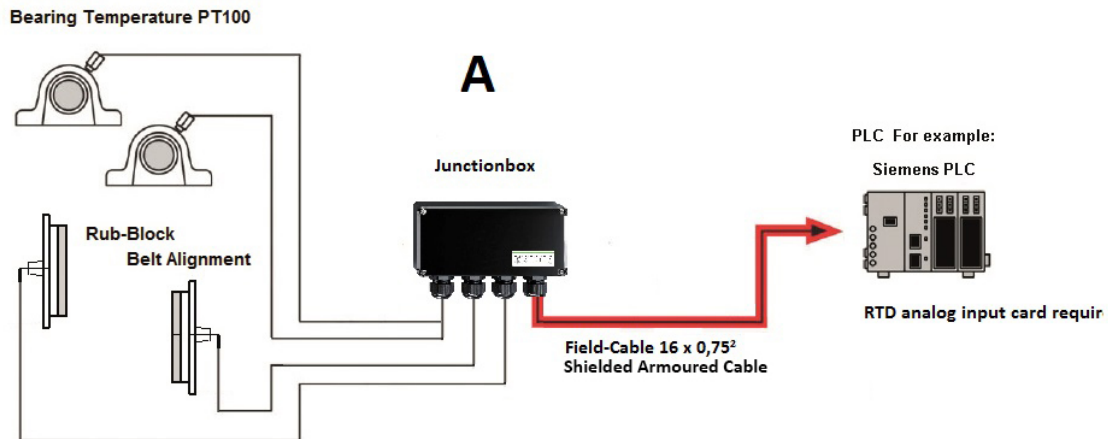 Bearing Temperature PT100
A
PLC For example:
Siemens PLC
Junctionbox
Rub-Block
Belt Alignment
RTD analog input card requir
Field-Cable 16 x 0,75²
Shielded Armoured Cable